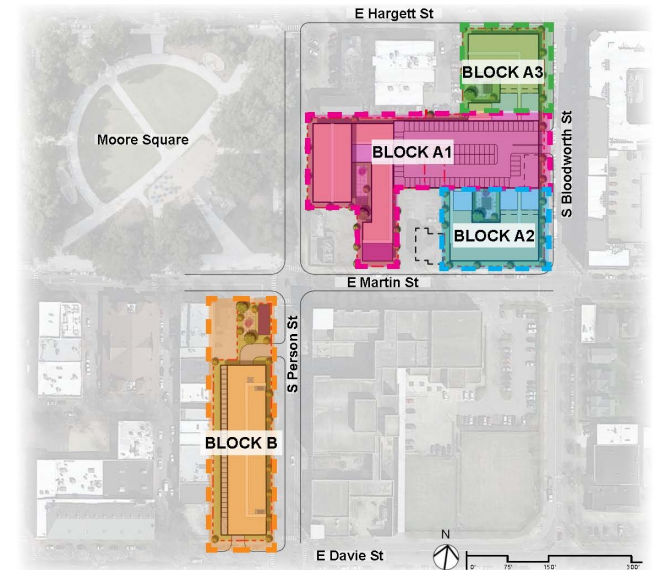 E Hargett St
BLOCK A3
Moore Square
BLOCK A1
S Bloodworth St
BLOCK A2
E Martin St
S Person St
BLOCK B
E Davie St
N
0' 75' 150' 300'